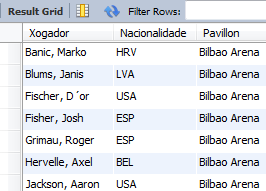 Result Grid Filter Rows:
Xogador Nacionalidade Pavillon
Banic, Marko HRV Bilbao Arena
Blums, Janis LVA Bilbao Arena
Fischer, D´or USA Bilbao Arena
Fisher, Josh ESP Bilbao Arena
Grimau, Roger ESP Bilbao Arena
Hervelle, Axel BEL Bilbao Arena
Jackson, Aaron USA Bilbao Arena